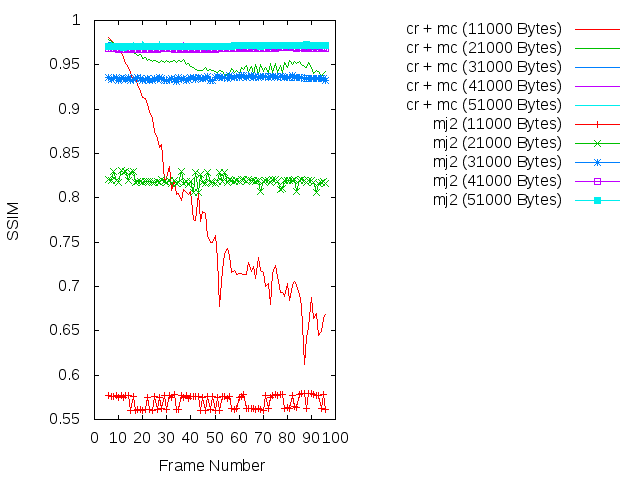 1
0.95
0.9
0.85
0.8
0.75
0.7
0.65
0.6
0.55
0 10 20 30 40 50 60 70 80 90 100
SSIM
Frame Number
cr + mc (11000 Bytes)
cr + mc (21000 Bytes)
cr + mc (31000 Bytes)
cr + mc (41000 Bytes)
cr + mc (51000 Bytes)
mj2 (11000 Bytes)
mj2 (21000 Bytes)
mj2 (31000 Bytes)
mj2 (41000 Bytes)
mj2 (51000 Bytes)